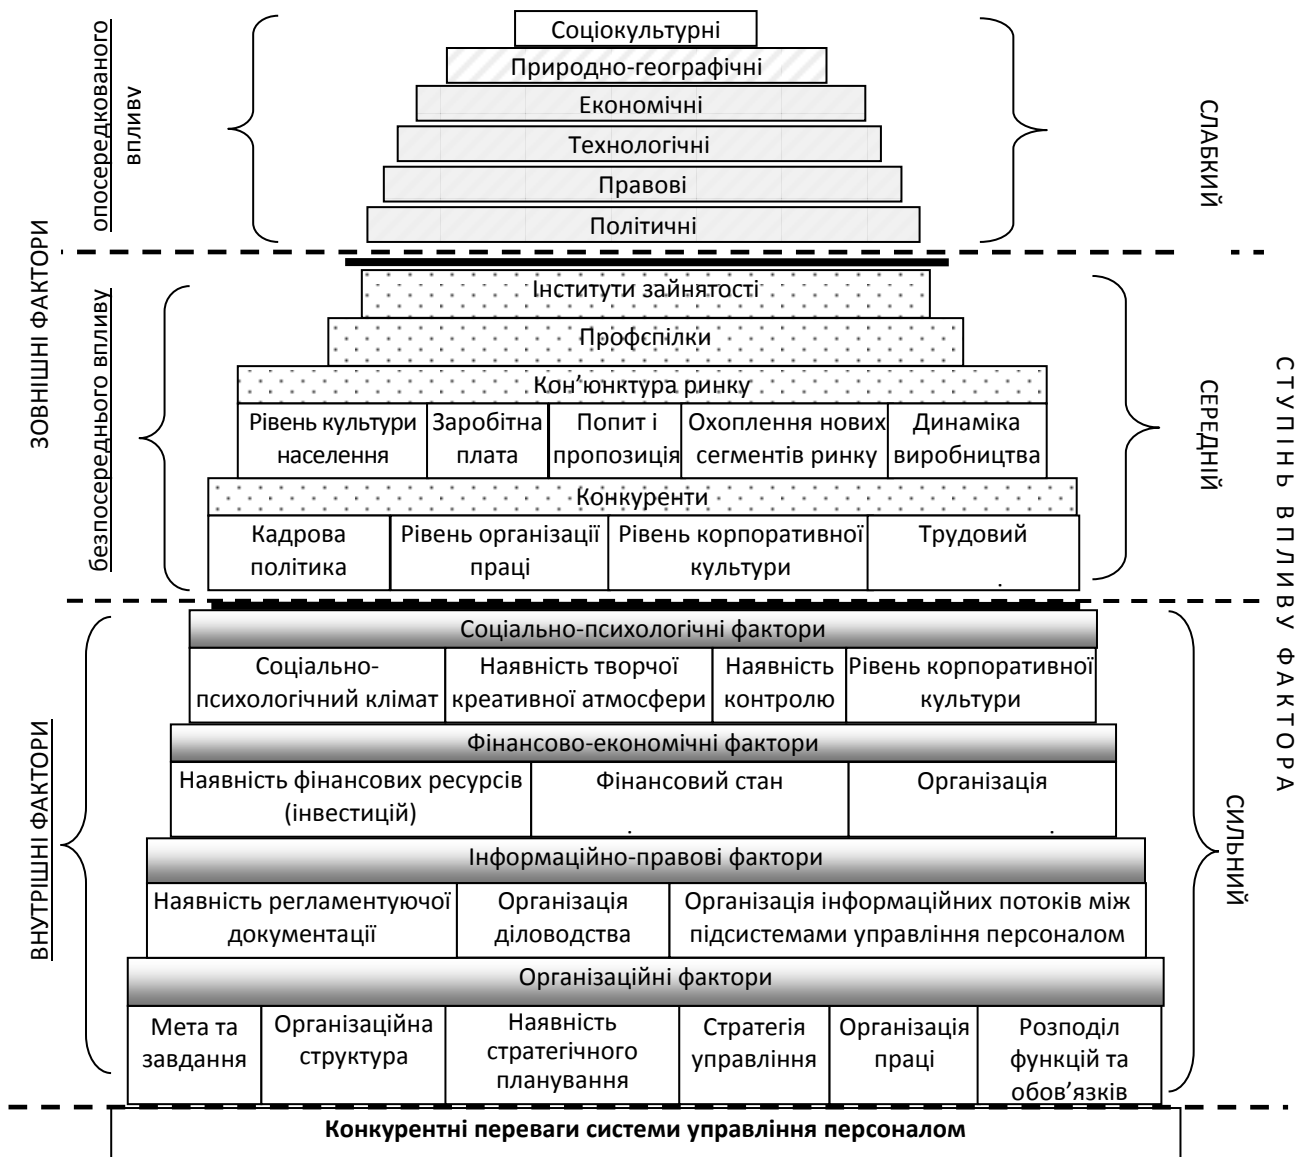 Соціокультурні
Природно-географічні
Економічні
Технологічні
Правові
Політичні
опосередкованого
впливу
СЛАБКИЙ
ЗОВНІШНІ ФАКТОРИ
безпосереднього впливу
Інститути зайнятості
Профспілки
Кон’юнктура ринку
Рівень культури
населення
Заробітна
плата
Попит і
пропозиція
Охоплення нових
сегментів ринку
Динаміка
виробництва
Конкуренти
Кадрова
політика
Рівень організації
праці
Рівень корпоративної
культури
Трудовий
СЕРЕДНІЙ
СТУПІНЬ ВПЛИВУ ФАКТОРА
ВНУТРІШНІ ФАКТОРИ
Соціально-психологічні фактори
Соціально-
психологічний клімат
Наявність творчої
креативної атмосфери
Наявність
контролю
Рівень корпоративної
культури
Фінансово-економічні фактори
Наявність фінансових ресурсів
(інвестицій)
Фінансовий стан
Організація
Інформаційно-правові фактори
Наявність регламентуючої
документації
Організація
діловодства
Організація інформаційних потоків між
підсистемами управління персоналом
Організаційні фактори
Мета та
завдання
Організаційна
структура
Наявність
стратегічного
планування
Стратегія
управління
Організація
праці
Розподіл
функцій та
обов’язків
СИЛЬНИЙ
Конкурентні переваги системи управління персоналом